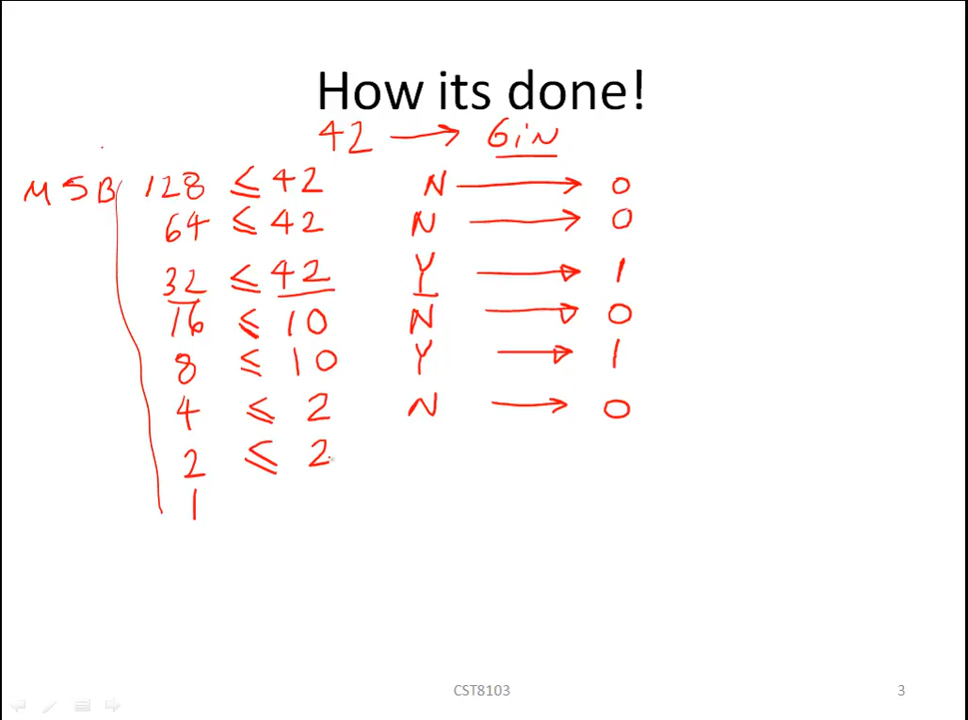 How its done!
42 → BiN
MSB 128 ≤ 42 N → 0
64 ≤ 42 N → 0
32 ≤ 42 Y → 1
16 ≤ 10 N → 0
8 ≤ 10 Y → 1
4 ≤ 2 N → 0
2 ≤ 2
1
CST8103 3